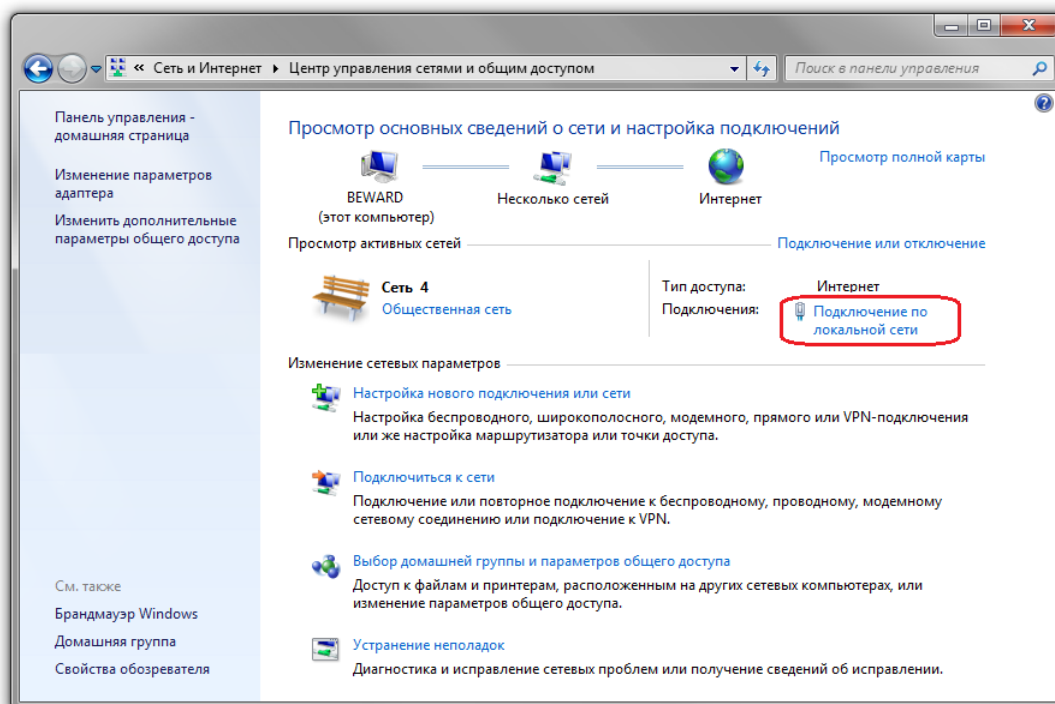 « Сеть и Интернет ▸ Центр управления сетями и общим доступом
Поиск в панели управления
Панель управления -
домашняя страница
Изменение параметров
адаптера
Изменить дополнительные
параметры общего доступа
Просмотр основных сведений о сети и настройка подключений
Просмотр полной карты
BEWARD
(этот компьютер)
Несколько сетей
Интернет
Просмотр активных сетей
Подключение или отключение
Сеть 4
Общественная сеть
Тип доступа: Интернет
Подключения: Подключение по
локальной сети
Изменение сетевых параметров
Настройка нового подключения или сети
Настройка беспроводного, широкополосного, модемного, прямого или VPN-подключения
или же настройка маршрутизатора или точки доступа.
Подключиться к сети
Подключение или повторное подключение к беспроводному, проводному, модемному
сетевому соединению или подключение к VPN.
Выбор домашней группы и параметров общего доступа
Доступ к файлам и принтерам, расположенным на других сетевых компьютерах, или
изменение параметров общего доступа.
Устранение неполадок
Диагностика и исправление сетевых проблем или получение сведений об исправлении.
См. также
Брандмауэр Windows
Домашняя группа
Свойства обозревателя